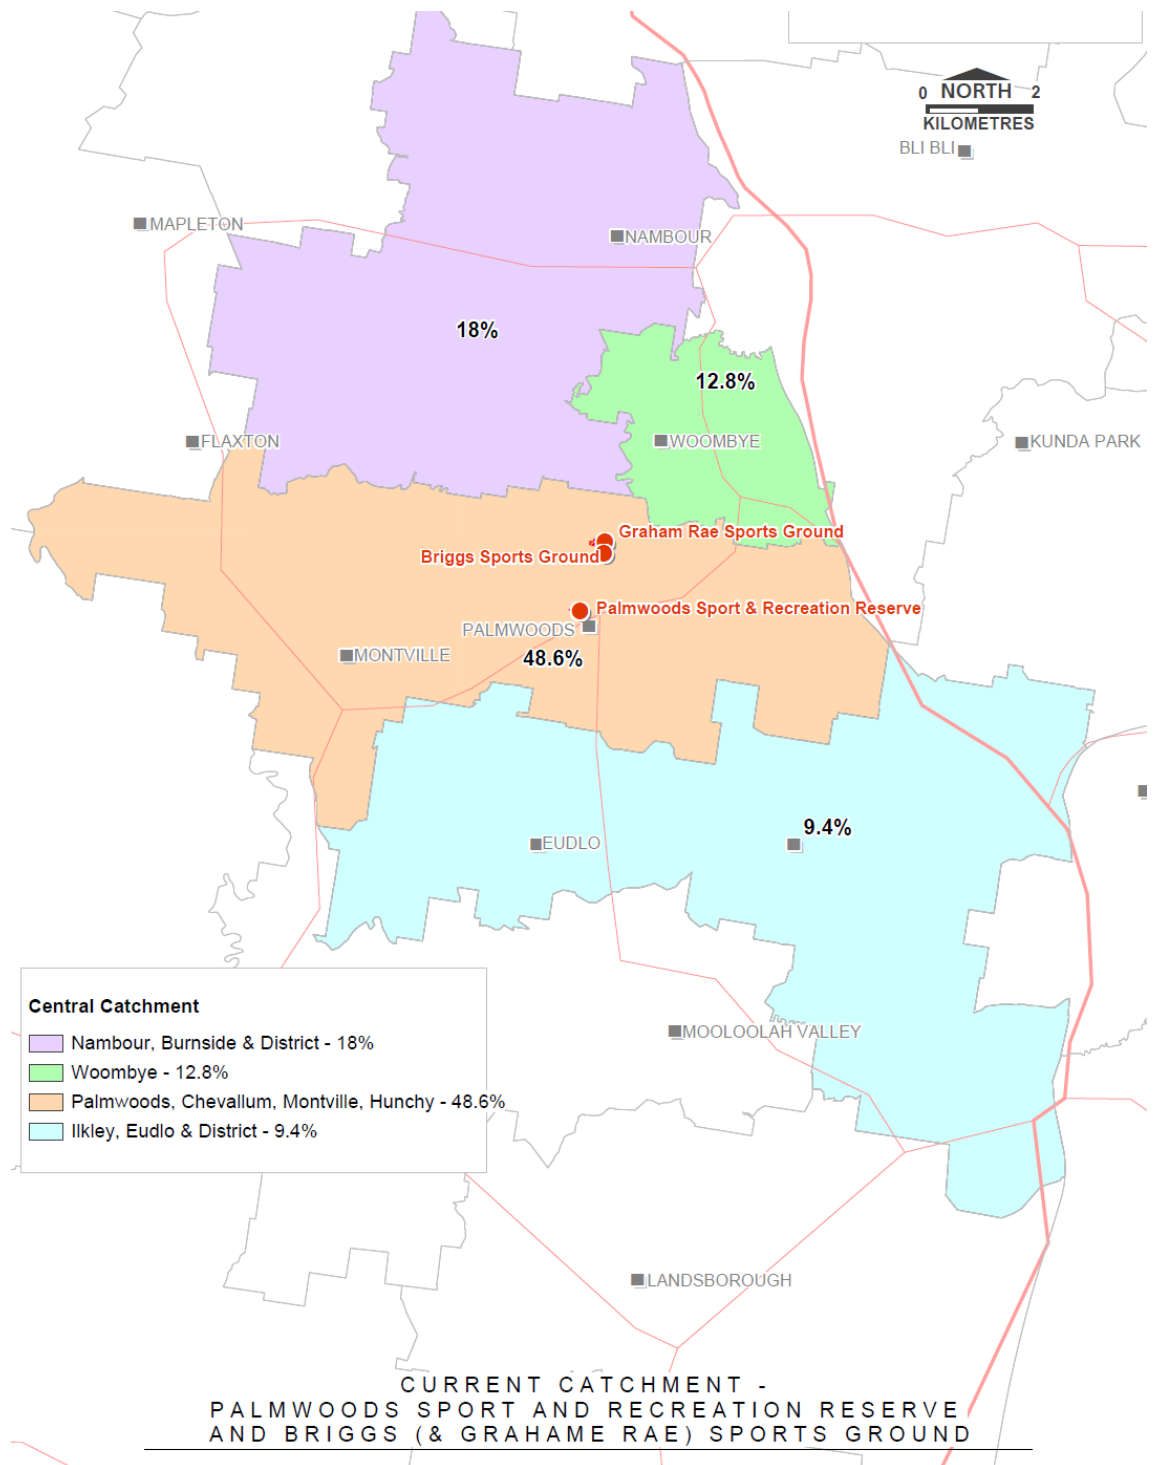 0 NORTH 2
KILOMETRES
BLI BLI
MAPLETON
NAMBOUR
18%
12.8%
FLAXTON
WOOMBYE
KUNDA PARK
Graham Rae Sports Ground
Briggs Sports Ground
Palmwoods Sport & Recreation Reserve
PALMWOODS
MONTVILLE
48.6%
9.4%
EUDLO
Central Catchment
Nambour, Burnside & District - 18%
Woombye - 12.8%
Palmwoods, Chevallum, Montville, Hunchy - 48.6%
Ilkley, Eudlo & District - 9.4%
MOOLOOLAH VALLEY
LANDSBOROUGH
CURRENT CATCHMENT -
PALMWOODS SPORT AND RECREATION RESERVE
AND BRIGGS (& GRAHAME RAE) SPORTS GROUND